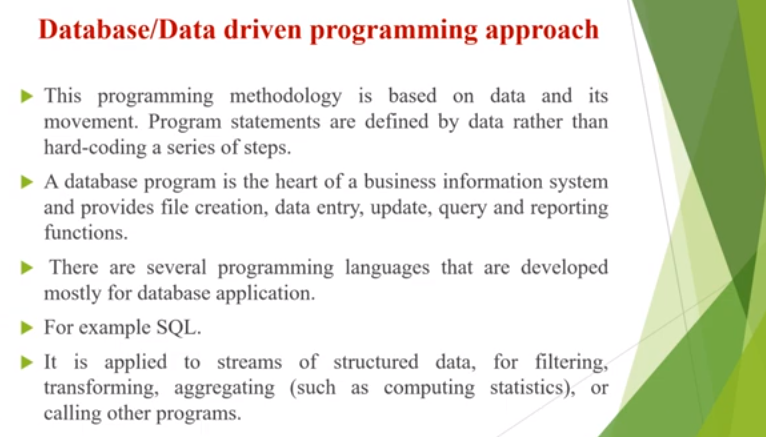 Database/Data driven programming approach
This programming methodology is based on data and its
movement. Program statements are defined by data rather than
hard-coding a series of steps.
A database program is the heart of a business information system
and provides file creation, data entry, update, query and reporting
functions.
There are several programming languages that are developed
mostly for database application.
For example SQL.
It is applied to streams of structured data, for filtering,
transforming, aggregating (such as computing statistics), or
calling other programs.